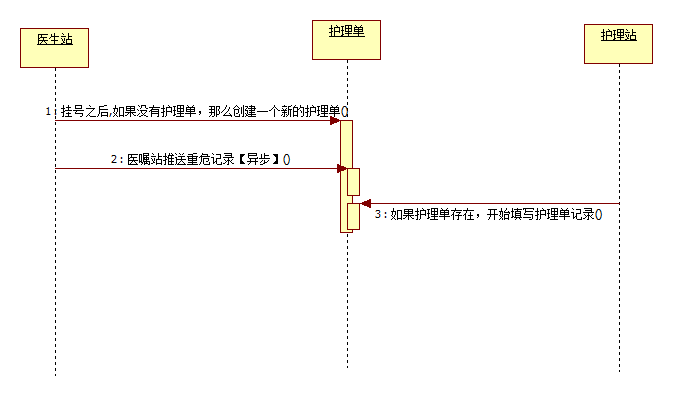 医生站
护理单
护理站
1：挂号之后,如果没有护理单，那么创建一个新的护理单()
2：医嘱站推送重危记录【异步】()
3：如果护理单存在，开始填写护理单记录()